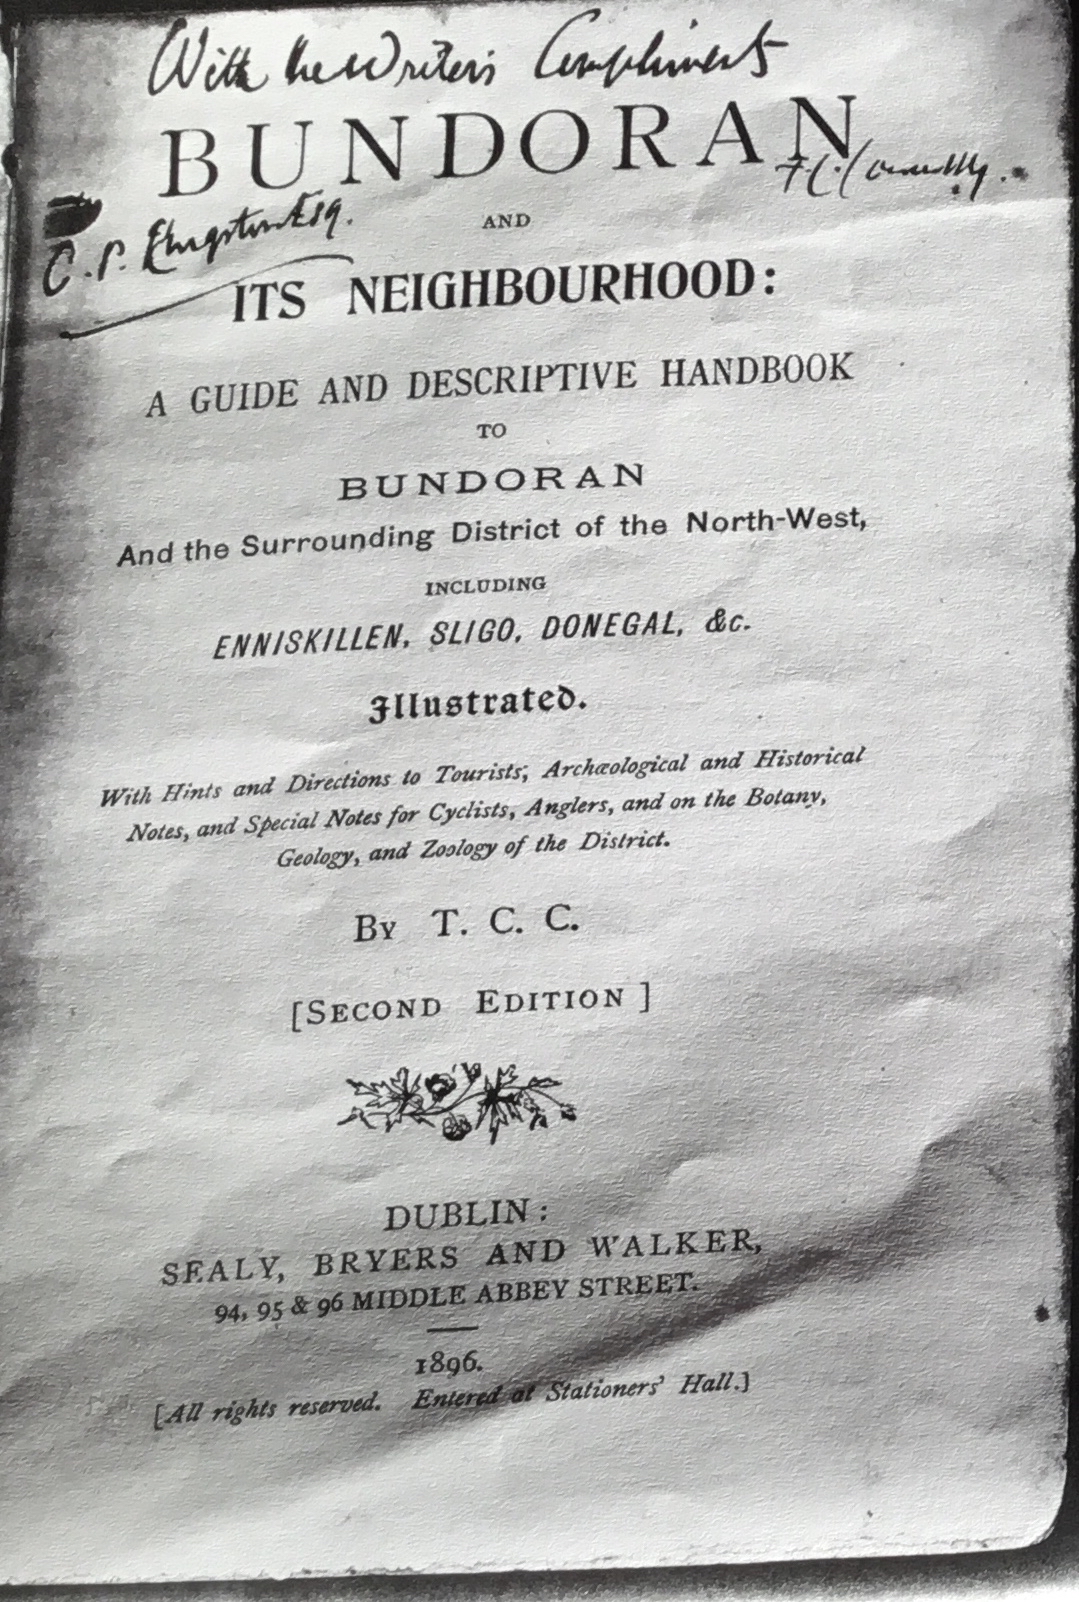 With the Writer's Compliments
BUNDORAN
C. P. Esq.
AND
ITS NEIGHBOURHOOD:
A GUIDE AND DESCRIPTIVE HANDBOOK
TO
BUNDORAN
And the Surrounding District of the North-West,
INCLUDING
ENNISKILLEN, SLIGO, DONEGAL, &c.
Illustrated.
With Hints and Directions to Tourists; Archæological and Historical
Notes, and Special Notes for Cyclists, Anglers, and on the Botany,
Geology, and Zoology of the District.
By T. C. C.
[SECOND EDITION]
DUBLIN:
SEALY, BRYERS AND WALKER,
94, 95 & 96 MIDDLE ABBEY STREET.
1896.
[All rights reserved. Entered at Stationers' Hall.]